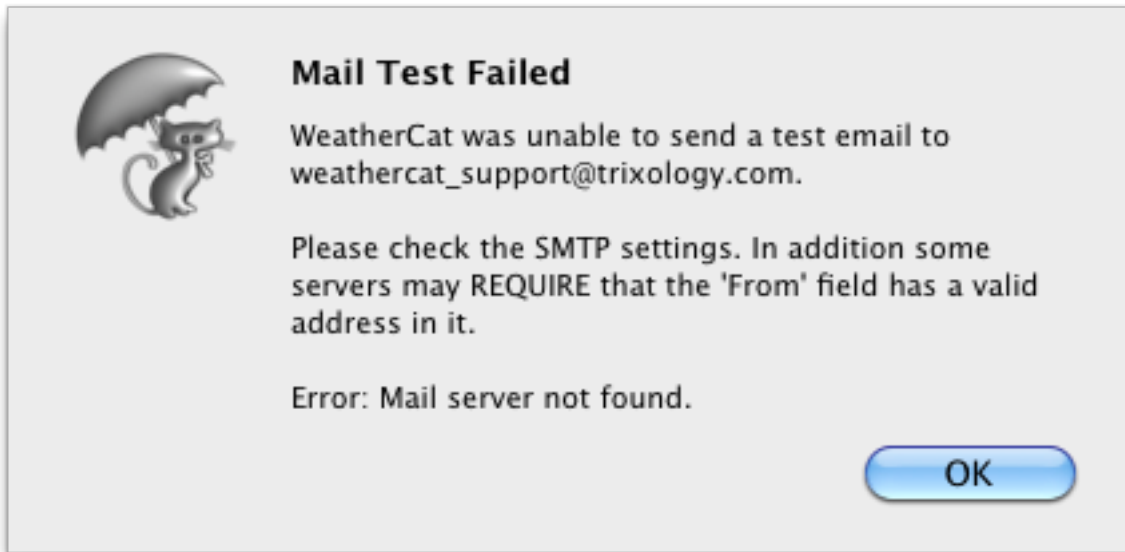 Mail Test Failed
WeatherCat was unable to send a test email to
weathercat_support@trixology.com.
Please check the SMTP settings. In addition some
servers may REQUIRE that the 'From' field has a valid
address in it.
Error: Mail server not found.
OK